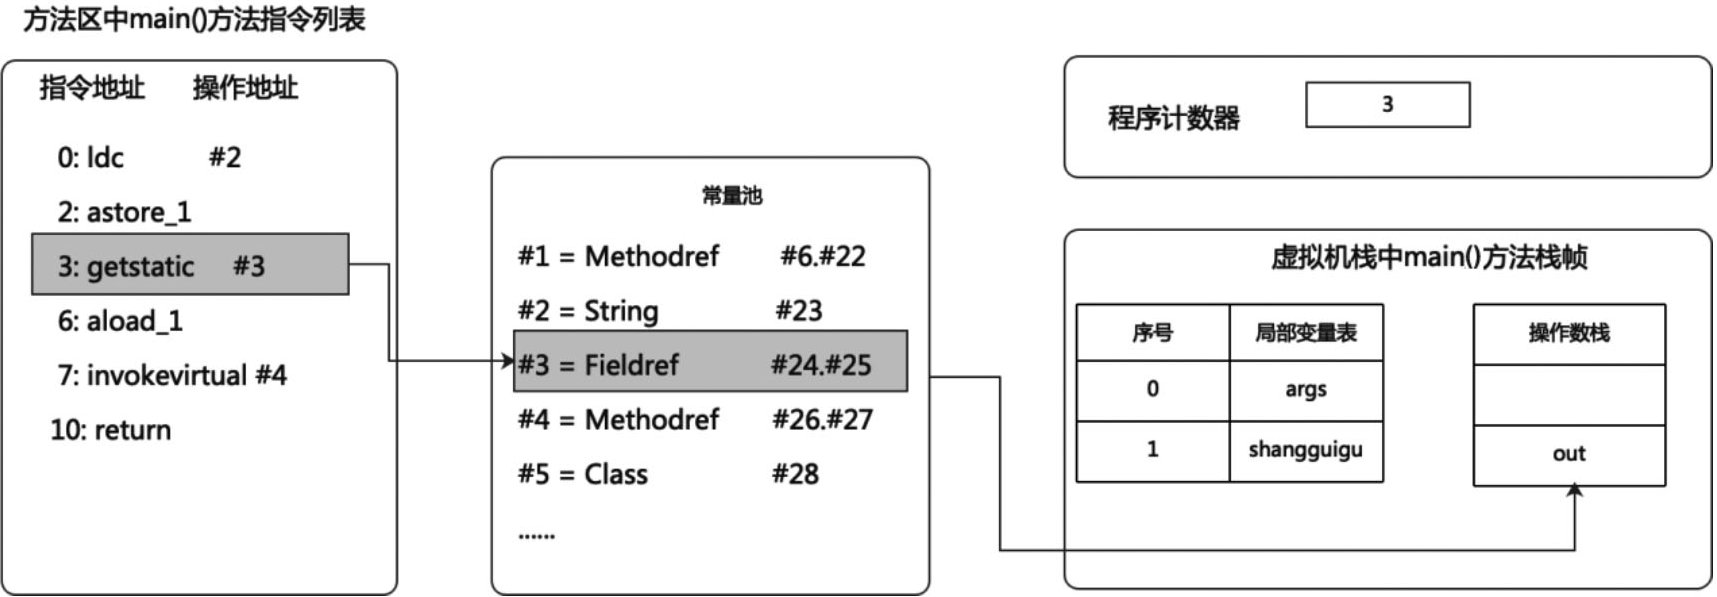 方法区中main()方法指令列表
指令地址 操作地址
0: ldc #2
2: astore_1
3: getstatic #3
6: aload_1
7: invokevirtual #4
10: return
常量池
#1 = Methodref #6.#22
#2 = String #23
#3 = Fieldref #24.#25
#4 = Methodref #26.#27
#5 = Class #28
......
程序计数器 3
虚拟机栈中main()方法栈帧
序号 局部变量表
0 args
1 shangguigu
操作数栈
out